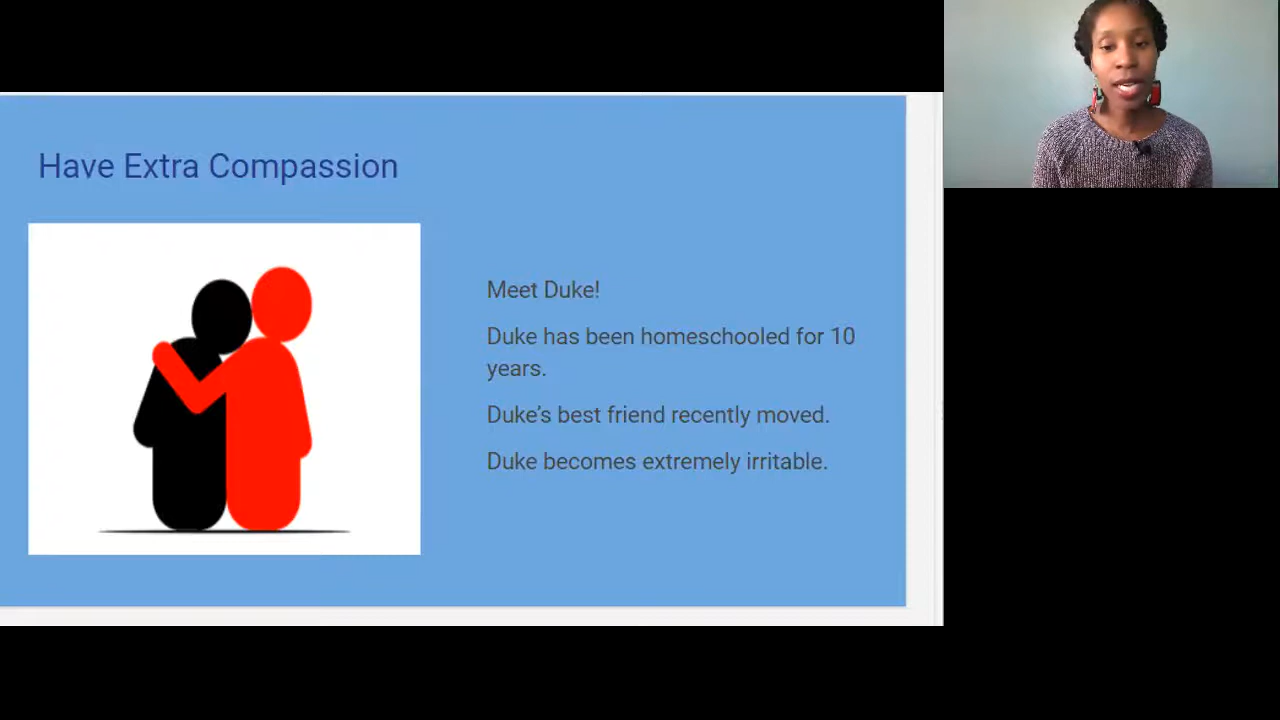 Have Extra Compassion
Meet Duke!
Duke has been homeschooled for 10
years.
Duke’s best friend recently moved.
Duke becomes extremely irritable.